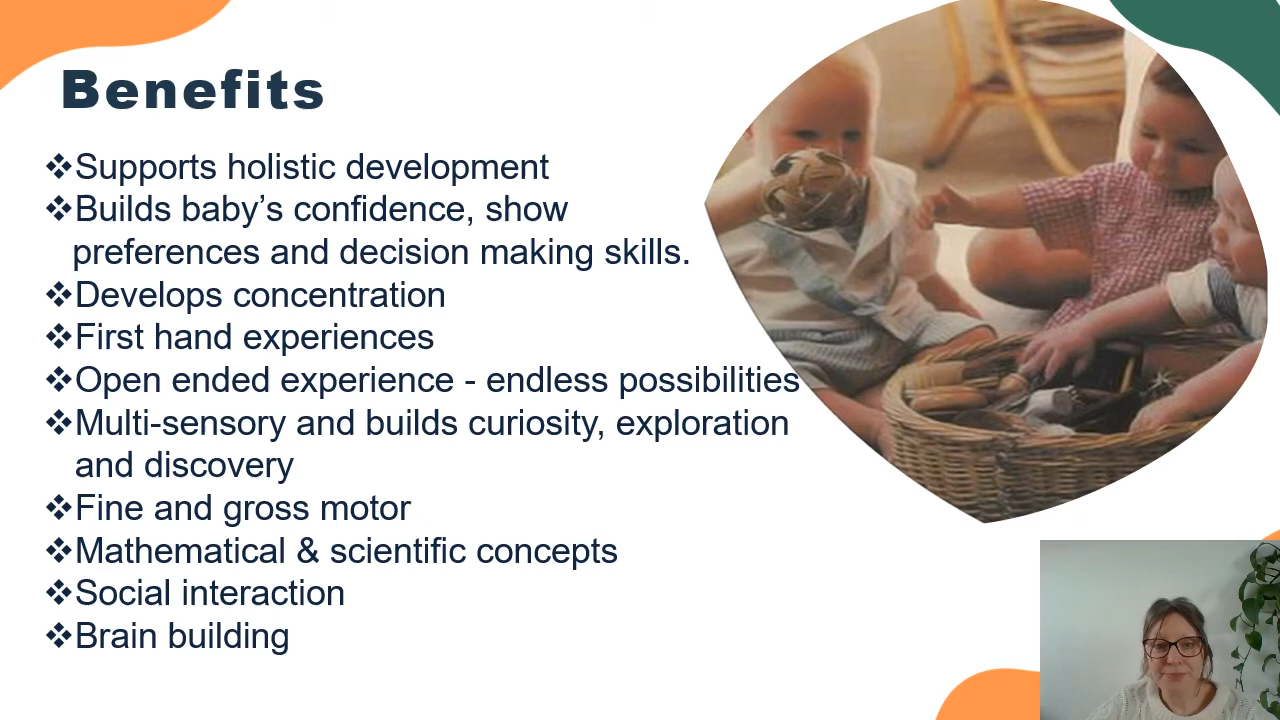 Benefits
❖Supports holistic development
❖Builds baby’s confidence, show
preferences and decision making skills.
❖Develops concentration
❖First hand experiences
❖Open ended experience - endless possibilities
❖Multi-sensory and builds curiosity, exploration
and discovery
❖Fine and gross motor
❖Mathematical & scientific concepts
❖Social interaction
❖Brain building